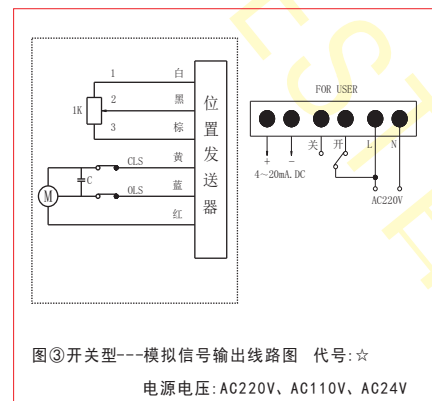 1 白
1K 2 黑
3 棕
黄
CLS
C
M
蓝
OLS
红
位置发送器
FOR USER
关 开 L N
+ -
4~20mA.DC
AC220V
图③开关型---模拟信号输出线路图 代号:☆
电源电压:AC220V、AC110V、AC24V